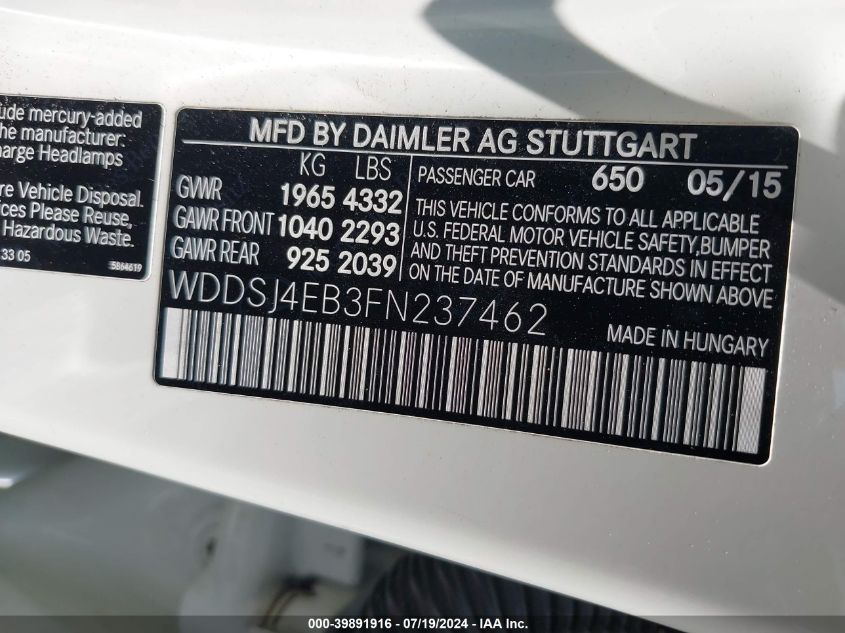 ude mercury-added
he manufacturer:
harge Headlamps
re Vehicle Disposal.
ices Please Reuse,
Hazardous Waste.
33 05
5864619
MFD BY DAIMLER AG STUTTGART
KG LBS
GVWR 1965 4332
GAWR FRONT 1040 2293
GAWR REAR 925 2039
PASSENGER CAR 650 05/15
THIS VEHICLE CONFORMS TO ALL APPLICABLE
U.S. FEDERAL MOTOR VEHICLE SAFETY,BUMPER
AND THEFT PREVENTION STANDARDS IN EFFECT
ON THE DATE OF MANUFACTURE SHOWN ABOVE
WDDSJ4EB3FN237462
MADE IN HUNGARY
000-39891916 / 07/19/2024 / IAA Inc.